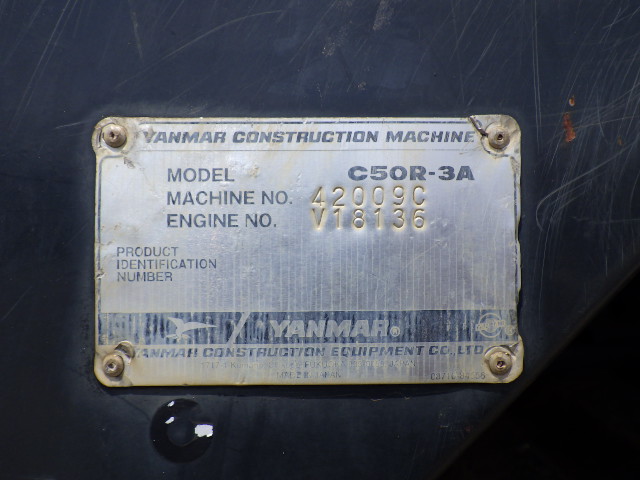 YANMAR CONSTRUCTION MACHINE
MODEL C50R-3A
MACHINE NO. 42009C
ENGINE NO. V18136
PRODUCT
IDENTIFICATION
NUMBER
YANMAR®
YANMAR CONSTRUCTION EQUIPMENT CO., LTD.